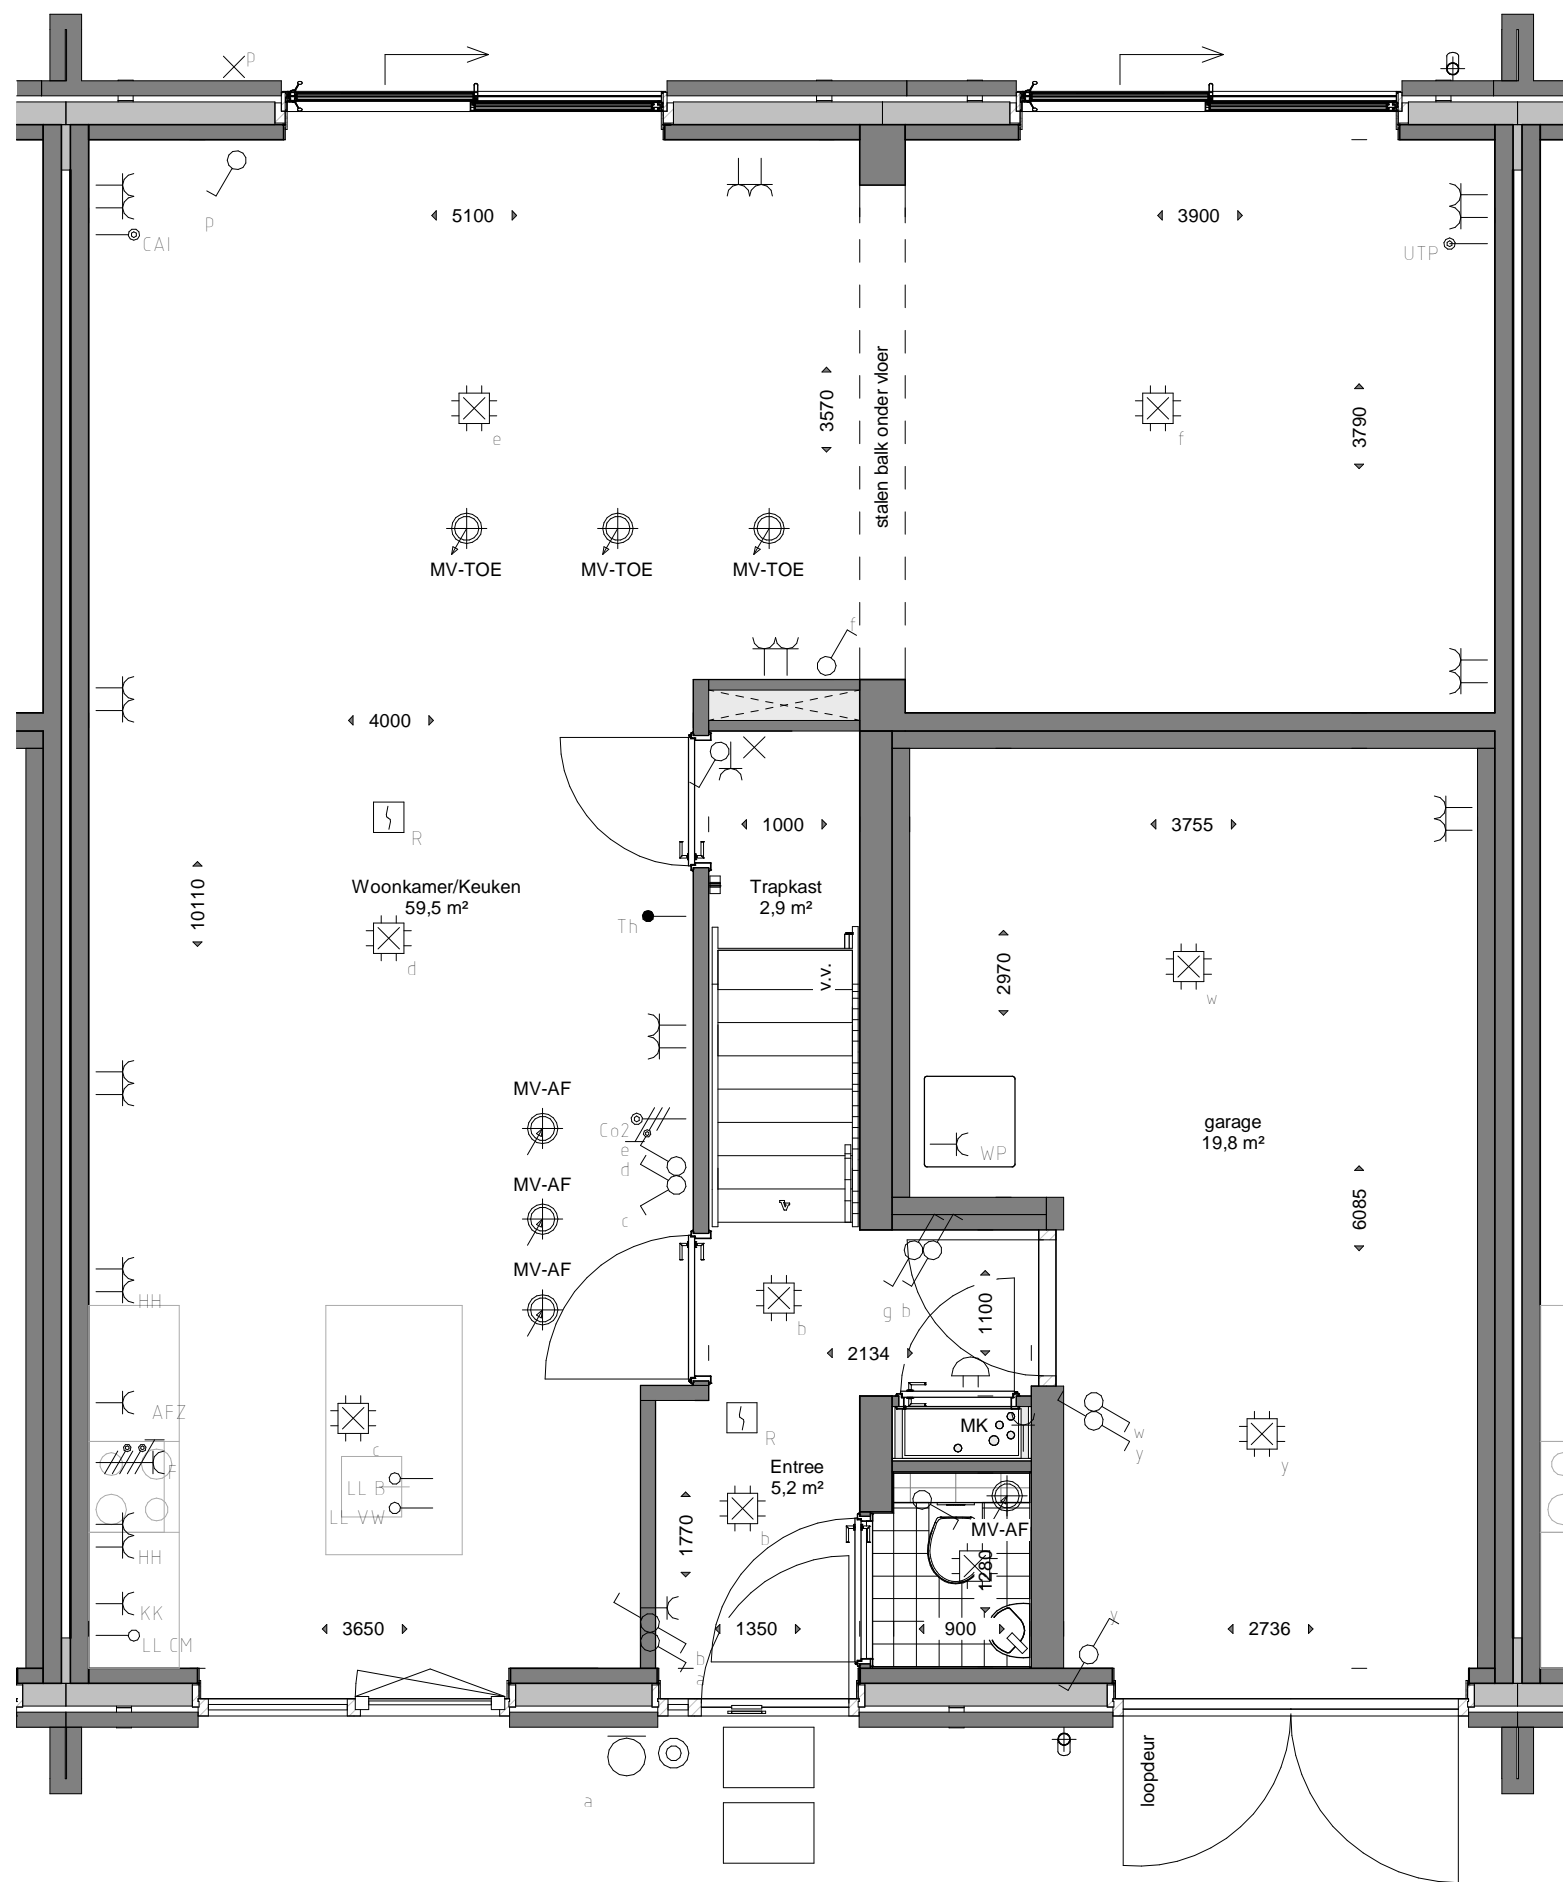 p
p
5100
3900
CAI
UTP
3570
stalen balk onder vloer
3790
e
f
MV-TOE
MV-TOE
MV-TOE
f
4000
R
1000
3755
10110
Woonkamer/Keuken
59,5 m²
Trapkast
2,9 m²
Th
d
v.v.
2970
w
MV-AF
Co2
e
d
c
WP
garage
19,8 m²
MV-AF
6085
MV-AF
HH
b
g b
1100
2134
AFZ
c
R
MK
w
y
y
F
Entree
5,2 m²
LL B
LL VW
1770
b
MV-AF
1280
HH
KK
LL CM
3650
1350
900
2736
y
b
a
loopdeur
a